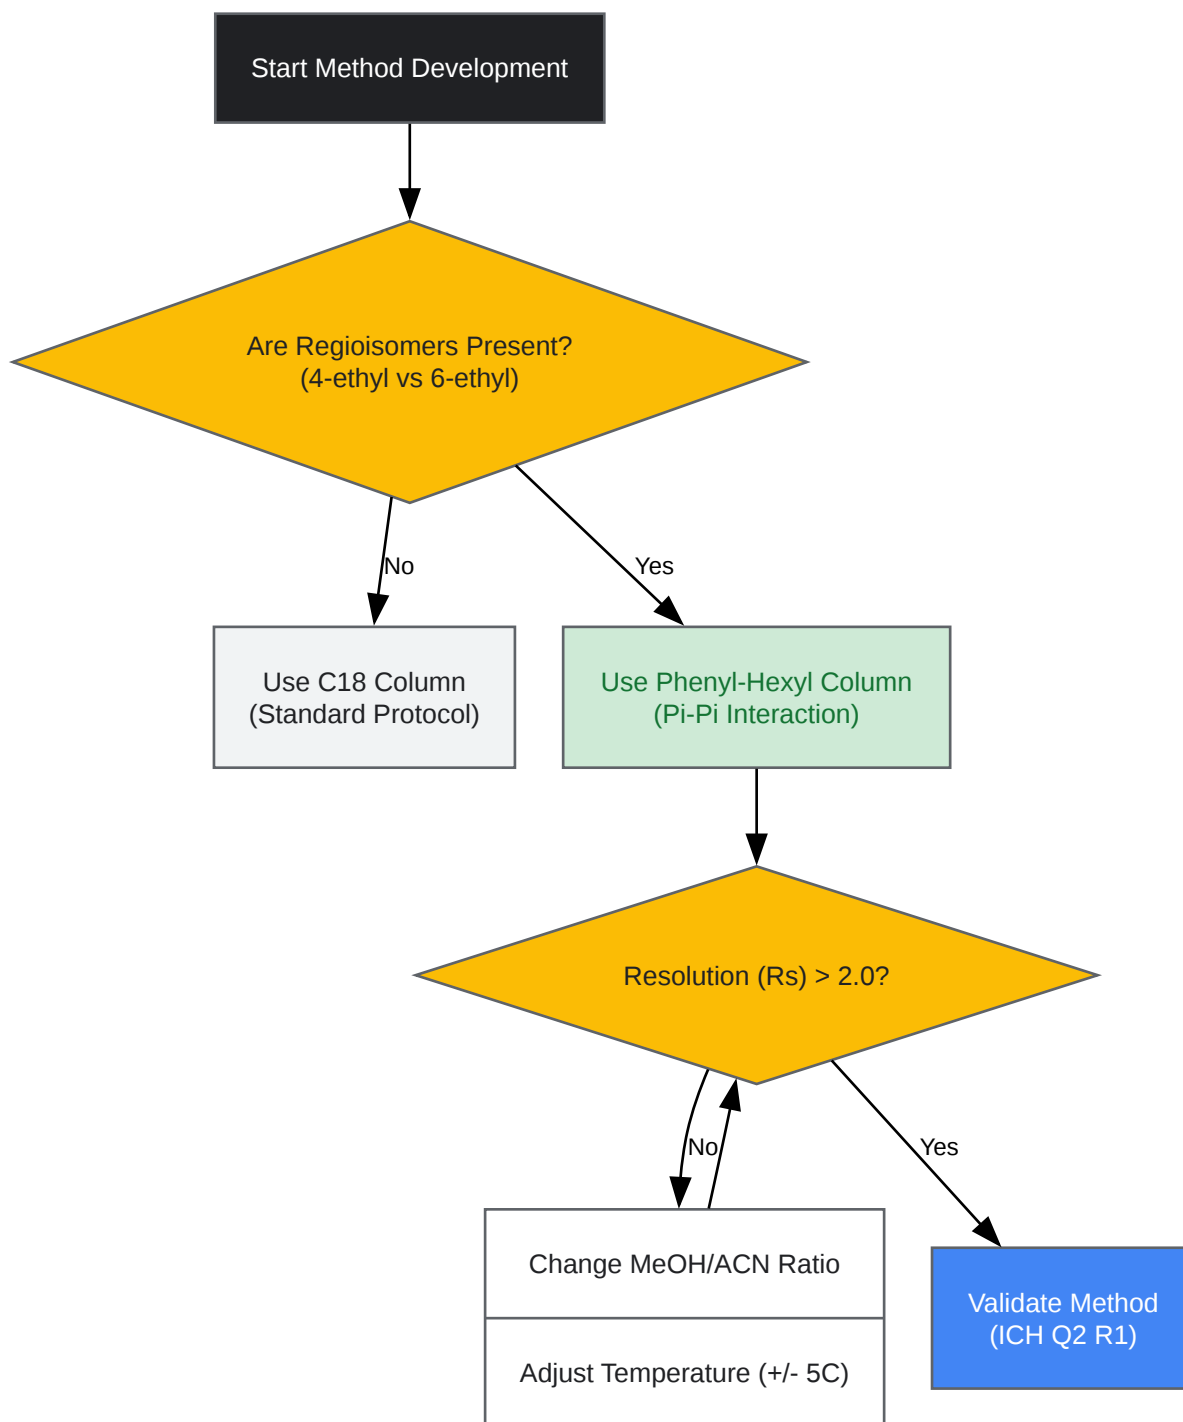 Start Method Development
Are Regioisomers Present?
(4-ethyl vs 6-ethyl)
No
Yes
Use C18 Column
(Standard Protocol)
Use Phenyl-Hexyl Column
(Pi-Pi Interaction)
Resolution (Rs) > 2.0?
No
Yes
Change MeOH/ACN Ratio
Adjust Temperature (+/- 5C)
Validate Method
(ICH Q2 R1)